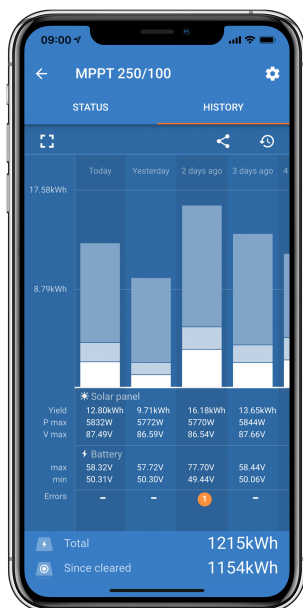 09:00
MPPT 250/100
STATUS HISTORY
Today Yesterday 2 days ago 3 days ago 4
17.58kWh
8.79kWh
Solar panel
Yield 12.80kWh 9.71kWh 16.18kWh 13.65kWh
P max 5832W 5772W 5770W 5844W
V max 87.49V 86.59V 86.54V 87.66V
Battery
max 58.32V 57.72V 77.70V 58.44V
min 50.31V 50.30V 49.44V 50.06V
Errors – – 1 –
Total 1215kWh
Since cleared 1154kWh